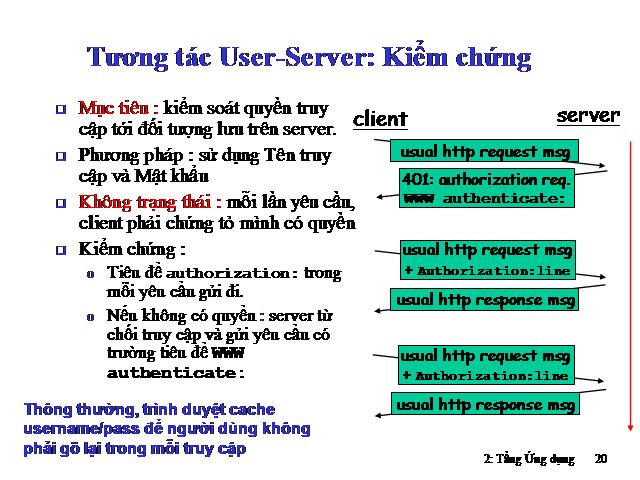 Tương tác User-Server: Kiểm chứng
Mục tiêu : kiểm soát quyền truy
cập tới đối tượng lưu trên server.
Phương pháp : sử dụng Tên truy
cập và Mật khẩu
Không trạng thái : mỗi lần yêu cầu,
client phải chứng tỏ mình có quyền
Kiểm chứng :
Tiêu đề authorization: trong
mỗi yêu cầu gửi đi.
Nếu không có quyền : server từ
chối truy cập và gửi yêu cầu có
trường tiêu đề WWW
authenticate:
Thông thường, trình duyệt cache
username/pass để người dùng không
phải gõ lại trong mỗi truy cập
client
server
usual http request msg
401: authorization req.
WWW authenticate:
usual http request msg
+ Authorization:line
usual http response msg
usual http request msg
+ Authorization:line
usual http response msg
2: Tầng Ứng dụng 20